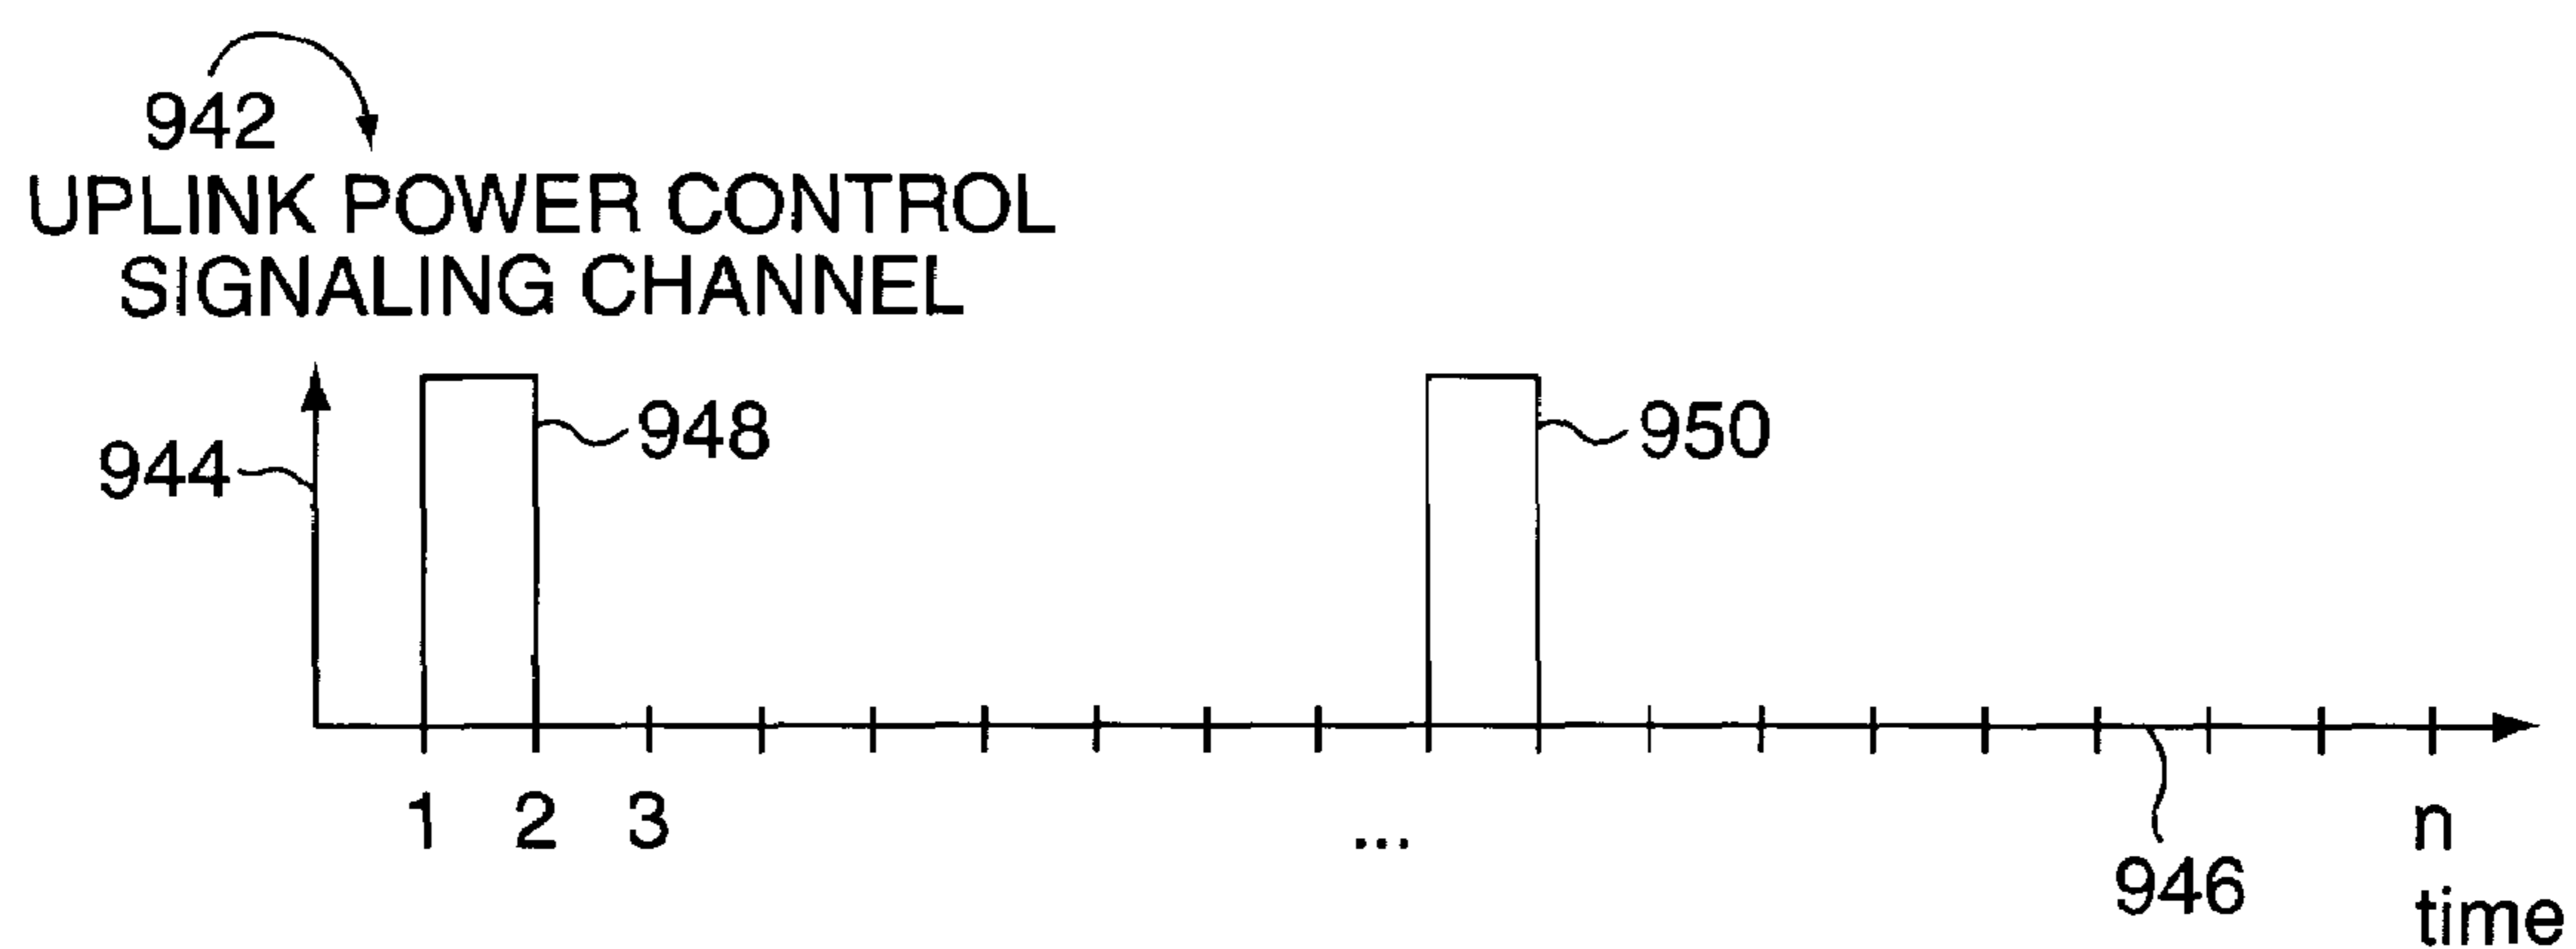 942
UPLINK POWER CONTROL
SIGNALING CHANNEL
944
948
950
1 2 3 ... n
946
time